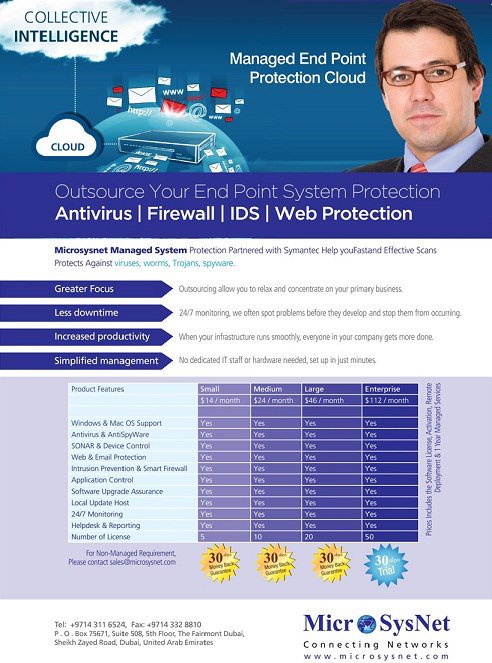 COLLECTIVE
INTELLIGENCE
Managed End Point
Protection Cloud
www
http://
@
www
http://
CLOUD
Outsource Your End Point System Protection
Antivirus | Firewall | IDS | Web Protection
Microsysnet Managed System Protection Partnered with Symantec Help youFastand Effective Scans
Protects Against viruses, worms, Trojans, spyware.
Greater Focus Outsourcing allow you to relax and concentrate on your primary business.
Less downtime 24/7 monitoring, we often spot problems before they develop and stop them from occurring.
Increased productivity When your infrastructure runs smoothly, everyone in your company gets more done.
Simplified management No dedicated IT staff or hardware needed, set up in just minutes.
Product Features Small Medium Large Enterprise
$14 / month $24 / month $46 / month $112 / month
Windows & Mac OS Support Yes Yes Yes Yes
Antivirus & AntiSpyWare Yes Yes Yes Yes
SONAR & Device Control Yes Yes Yes Yes
Web & Email Protection Yes Yes Yes Yes
Intrusion Prevention & Smart Firewall Yes Yes Yes Yes
Application Control Yes Yes Yes Yes
Software Upgrade Assurance Yes Yes Yes Yes
Local Update Host Yes Yes Yes Yes
24/7 Monitoring Yes Yes Yes Yes
Helpdesk & Reporting Yes Yes Yes Yes
Number of License 5 10 20 50
Prices Includes the Software License, Activation, Remote
Deployment & 1 Year Managed Services
For Non-Managed Requirement,
Please contact sales@microsysnet.com
30 days Money Back Guarantee
30 days Money Back Guarantee
30 days Money Back Guarantee
30 days Trial
Tel: +9714 311 6524, Fax: +9714 332 8810
P . O . Box 75671, Suite 508, 5th Floor, The Fairmont Dubai,
Sheikh Zayed Road, Dubai, United Arab Emirates
Micr SysNet
Connecting Networks
www.microsysnet.com